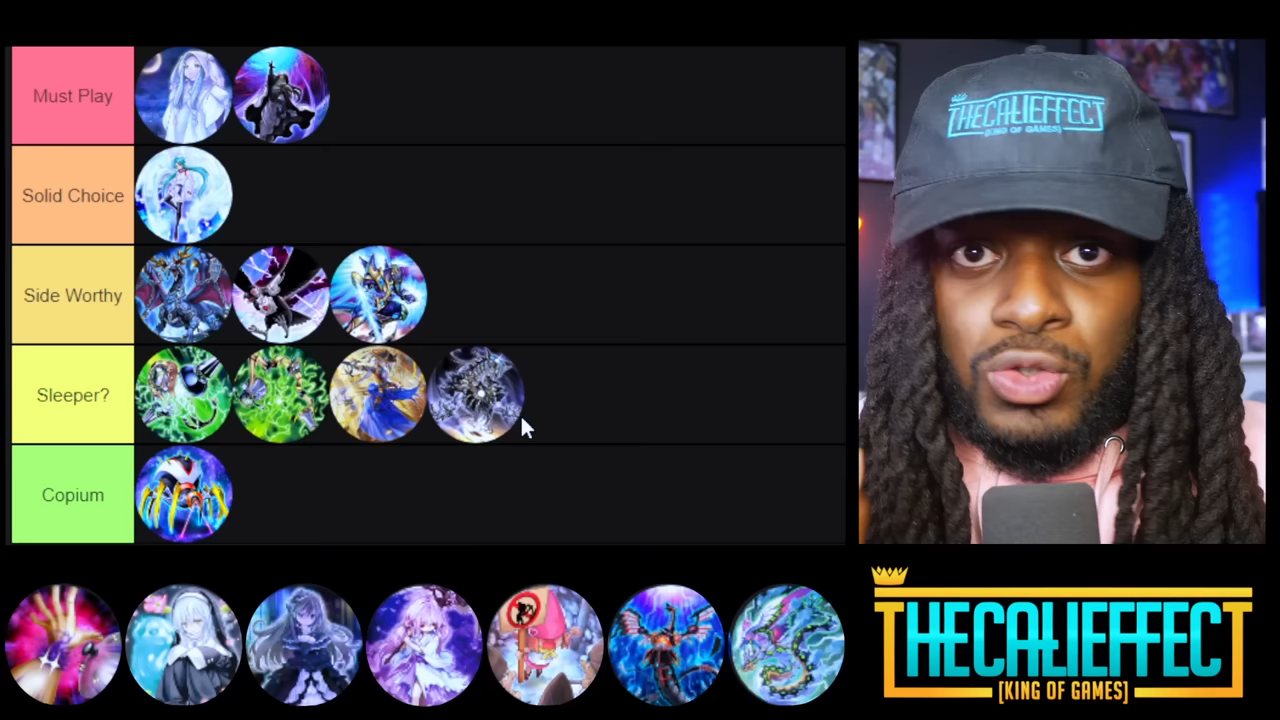 Must Play
Solid Choice
Side Worthy
Sleeper?
Copium
THECALIEFFECT
[KING OF GAMES]
THECALIEFFECT
[KING OF GAMES]